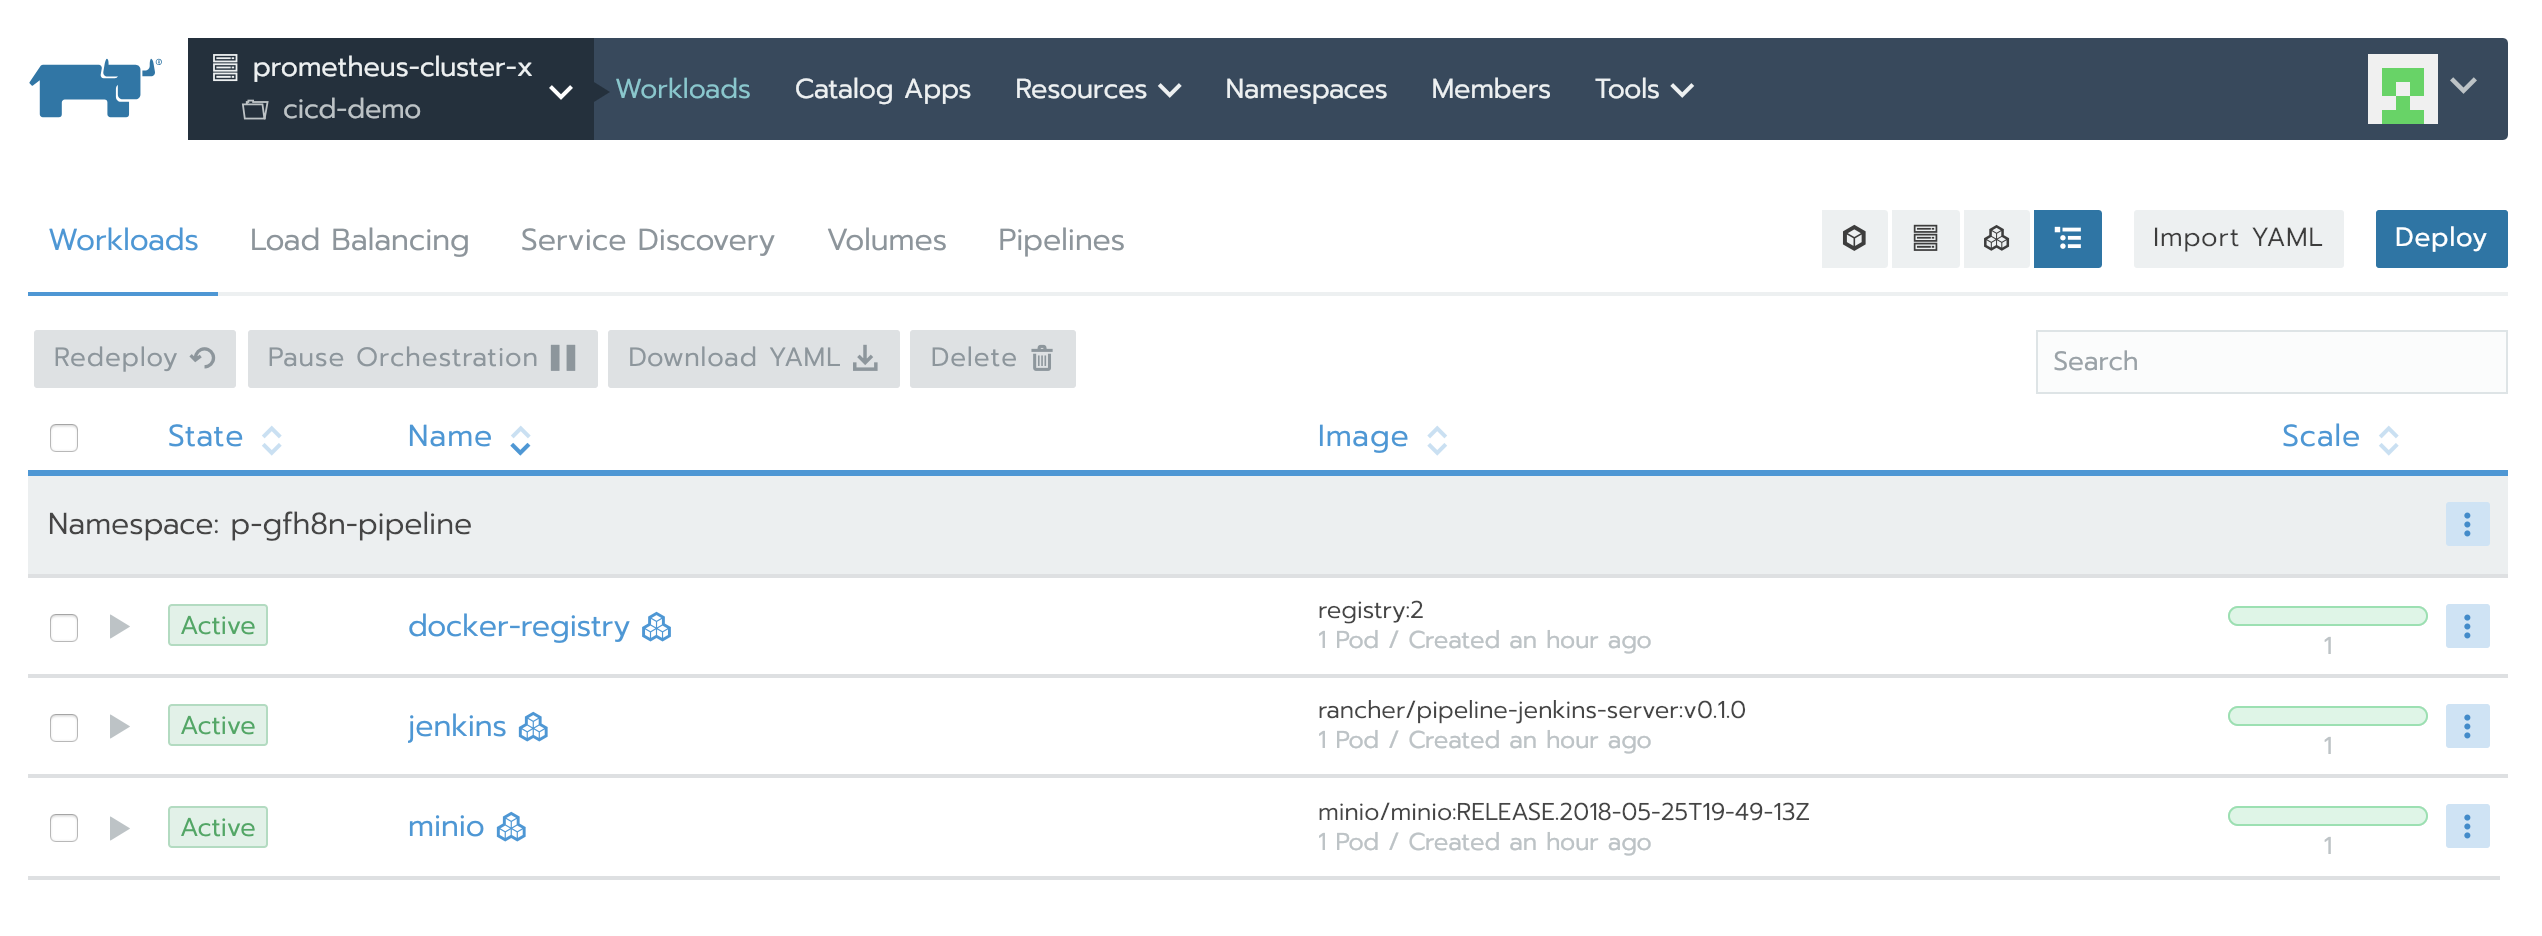 prometheus-cluster-x
cicd-demo
Workloads Catalog Apps Resources Namespaces Members Tools
Workloads Load Balancing Service Discovery Volumes Pipelines Import YAML Deploy
Redeploy Pause Orchestration Download YAML Delete Search
State Name Image Scale
Namespace: p-gfh8n-pipeline
Active docker-registry registry:2
1 Pod / Created an hour ago 1
Active jenkins rancher/pipeline-jenkins-server:v0.1.0
1 Pod / Created an hour ago 1
Active minio minio/minio:RELEASE.2018-05-25T19-49-13Z
1 Pod / Created an hour ago 1